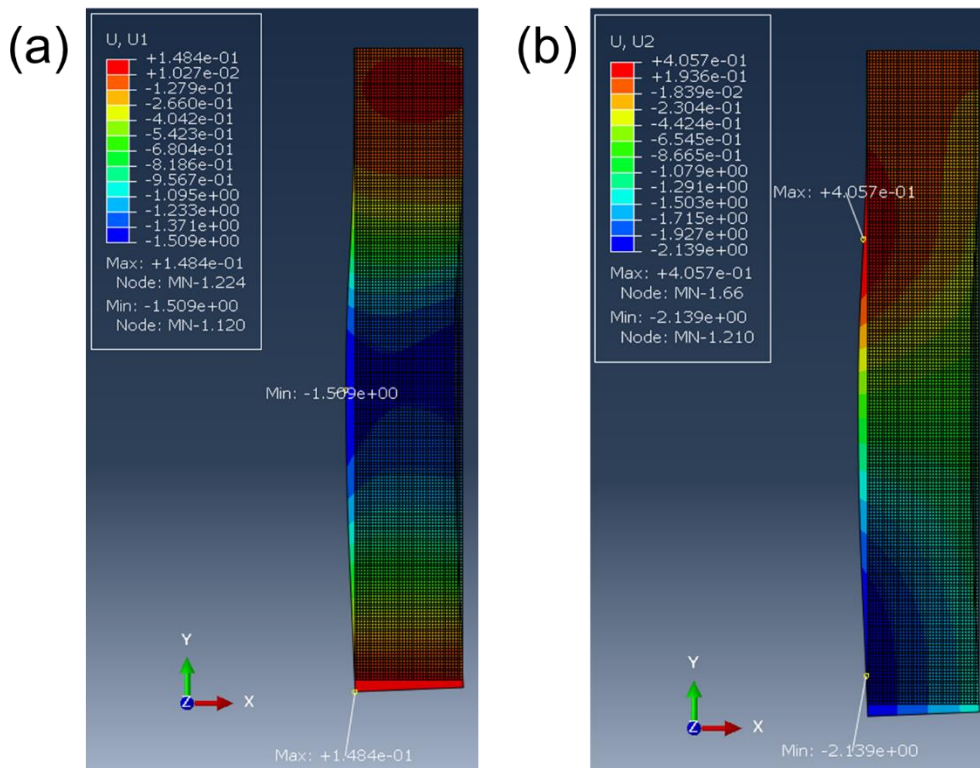 (a)
U, U1
+1.484e-01
+1.027e-02
-1.279e-01
-2.660e-01
-4.042e-01
-5.423e-01
-6.804e-01
-8.186e-01
-9.567e-01
-1.095e+00
-1.233e+00
-1.371e+00
-1.509e+00
Max: +1.484e-01
Node: MN-1.224
Min: -1.509e+00
Node: MN-1.120
Min: -1.509e+00
Y
Z
X
Max: +1.484e-01
(b)
U, U2
+4.057e-01
+1.936e-01
-1.839e-02
-2.304e-01
-4.424e-01
-6.545e-01
-8.665e-01
-1.079e+00
-1.291e+00
-1.503e+00
-1.715e+00
-1.927e+00
-2.139e+00
Max: +4.057e-01
Node: MN-1.66
Min: -2.139e+00
Node: MN-1.210
Max: +4.057e-01
Y
Z
X
Min: -2.139e+00